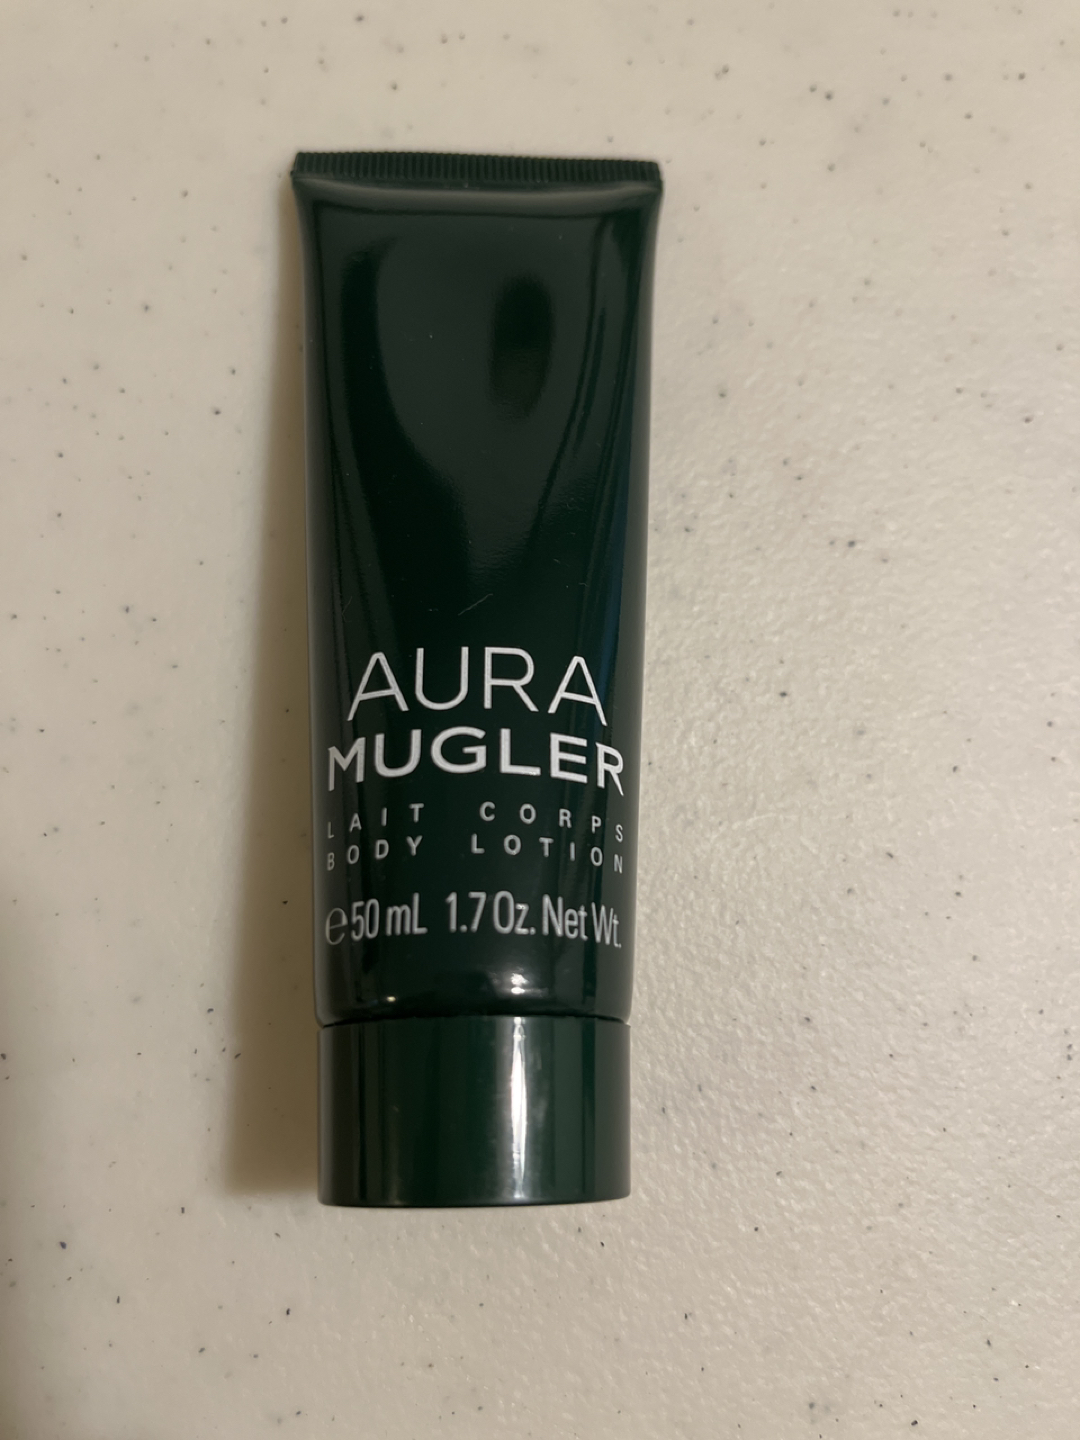 AURA
MUGLER
LAIT CORPS
BODY LOTION
℮50 mL 1.7 Oz. Net Wt.